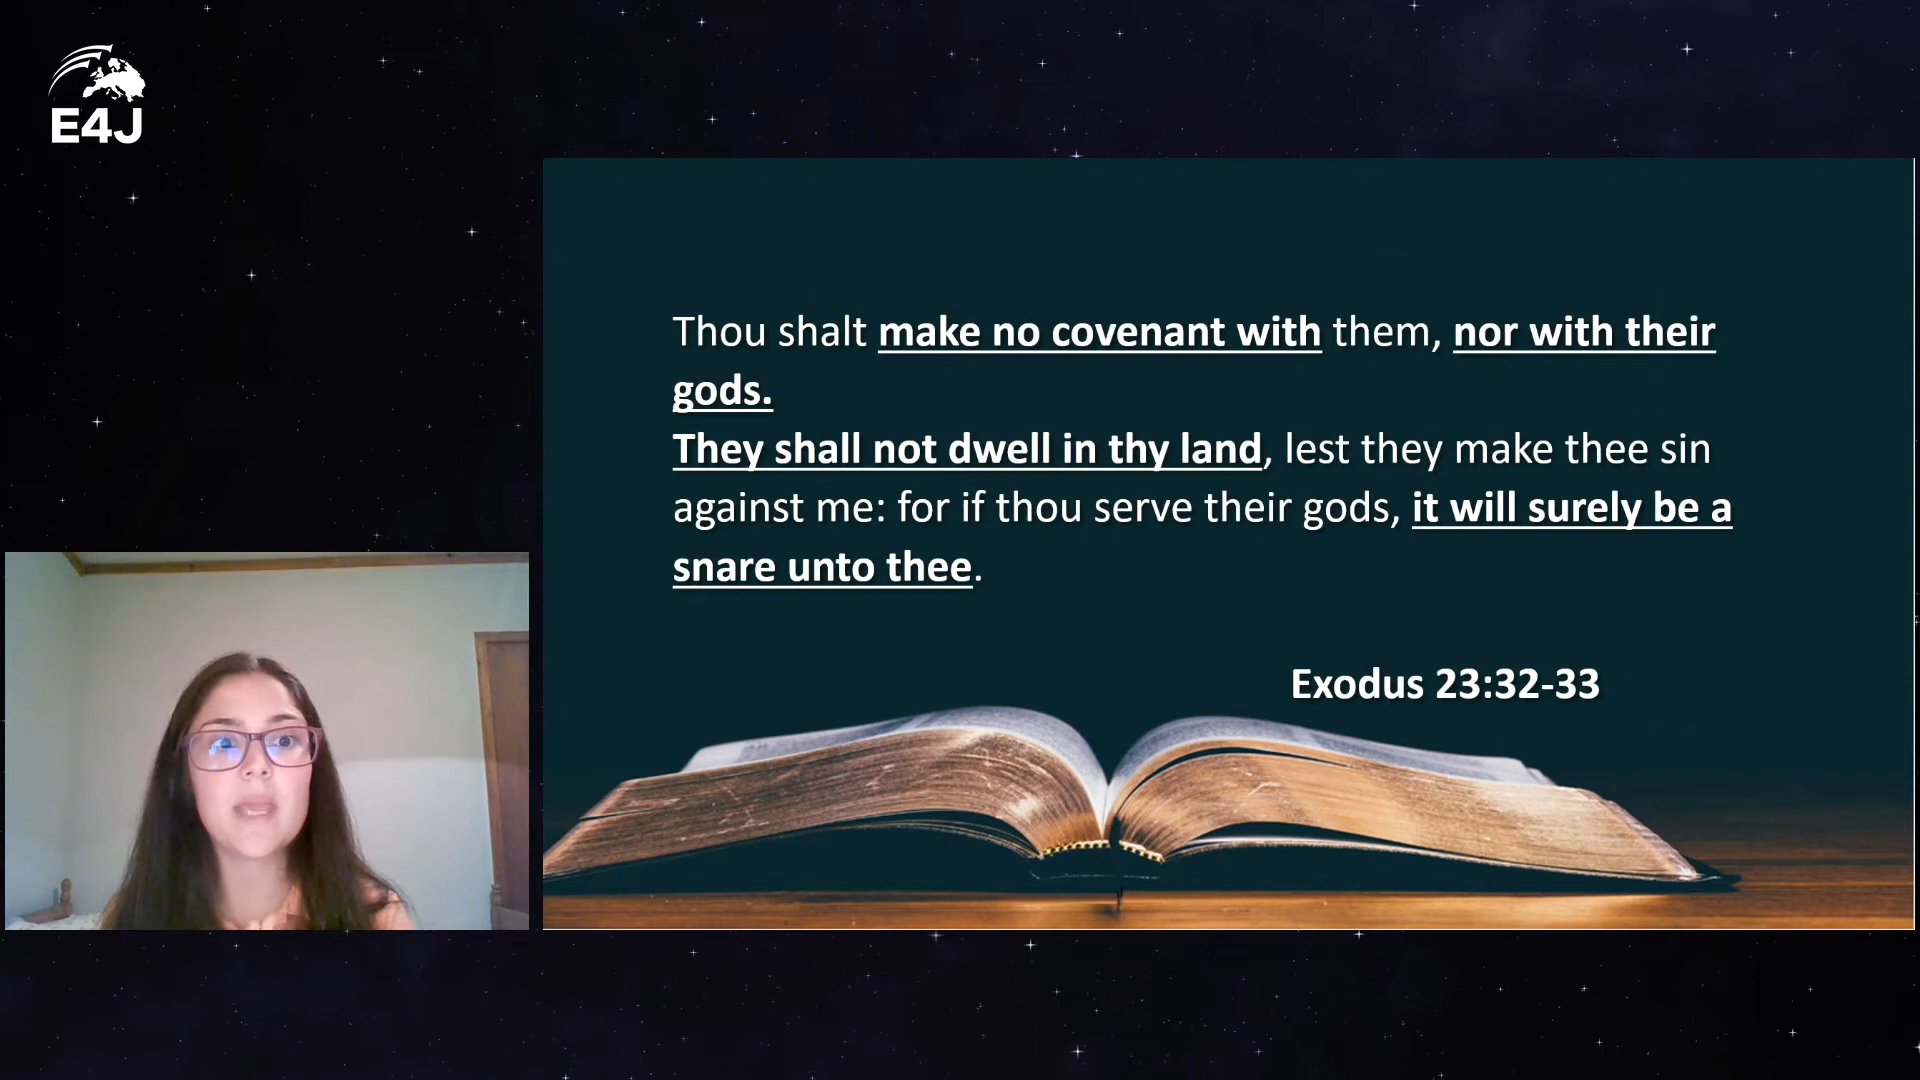 E4J
Thou shalt make no covenant with them, nor with their
gods.
They shall not dwell in thy land, lest they make thee sin
against me: for if thou serve their gods, it will surely be a
snare unto thee.
Exodus 23:32-33